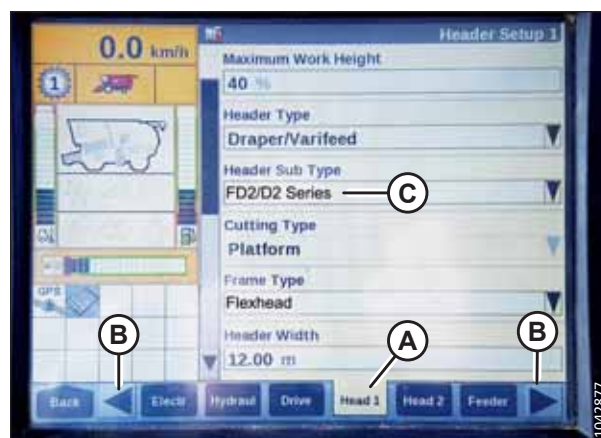 0.0 km/h
Header Setup 1
Maximum Work Height
40 %
1
Header Type
Draper/Varifeed
Header Sub Type
FD2/D2 Series
C
Cutting Type
Platform
Frame Type
Flexhead
GPS
Header Width
12.00 m
B
A
B
Back
Electr
Hydraul
Drive
Head 1
Head 2
Feeder
1042877